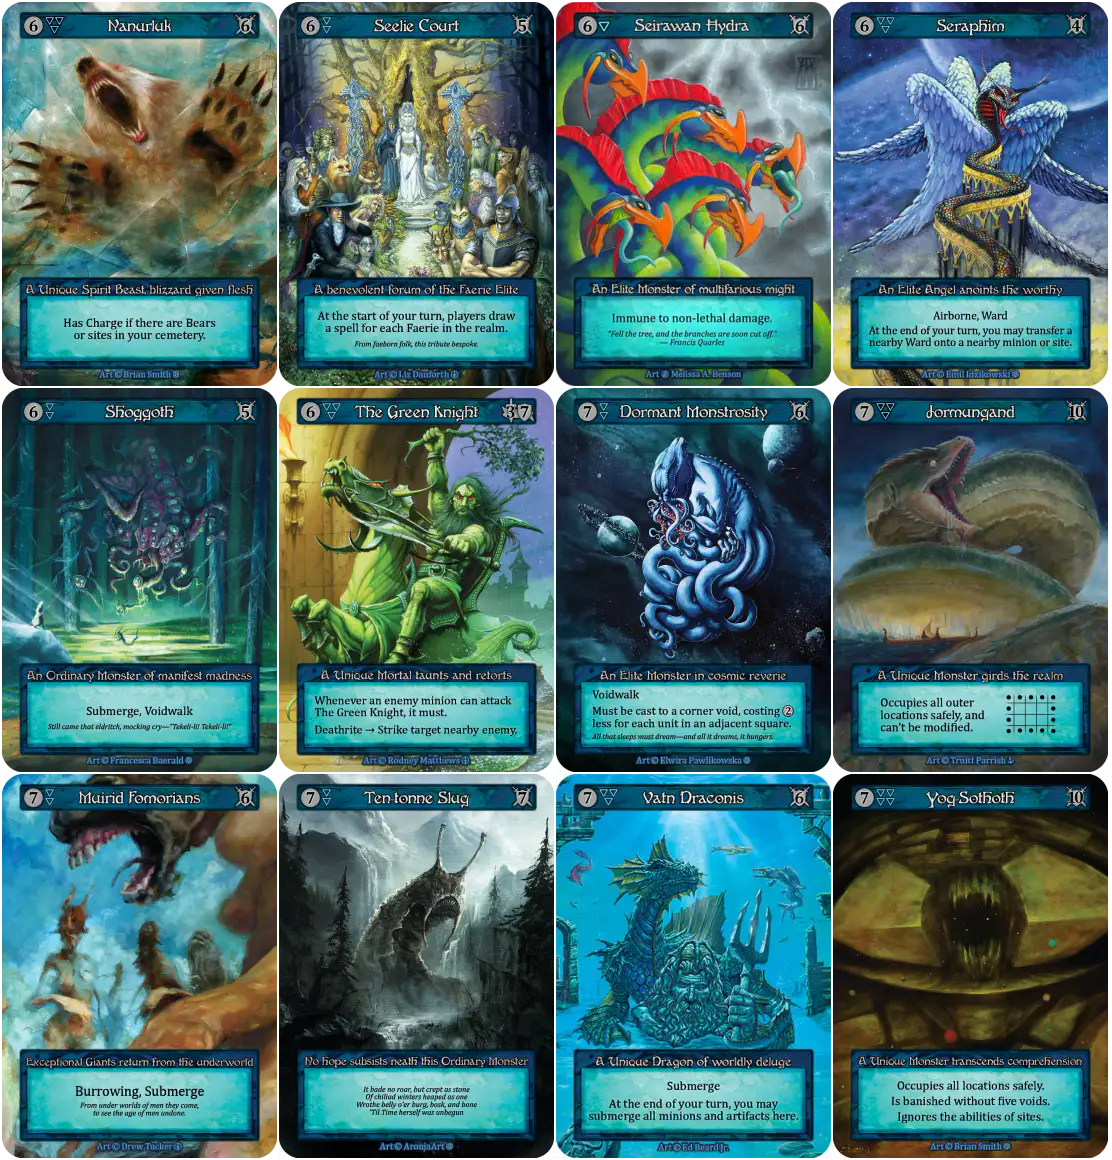 6 Nanurluk 6
A Unique Spirit Beast, blizzard given flesh
Has Charge if there are Bears
or sites in your cemetery.
Art © Brian Smith
6 Seelie Court 5
A benevolent forum of the Faerie Elite
At the start of your turn, players draw
a spell for each Faerie in the realm.
From faeborn folk, this tribute bespoke.
Art © Liz Danforth
6 Seirawan Hydra 6
An Elite Monster of multifarious might
Immune to non-lethal damage.
"Fell the tree, and the branches are soon cut off."
— Francis Quarles
Art Melissa A. Benson
6 Seraphim 4
An Elite Angel anoints the worthy
Airborne, Ward
At the end of your turn, you may transfer a
nearby Ward onto a nearby minion or site.
Art © Emil Idzikowski
6 Shoggoth 5
An Ordinary Monster of manifest madness
Submerge, Voidwalk
Still came that eldritch, mocking cry—"Tekeli-li! Tekeli-li!"
Art © Francesca Baerald
6 The Green Knight 3 7
A Unique Mortal taunts and retorts
Whenever an enemy minion can attack
The Green Knight, it must.
Deathrite → Strike target nearby enemy.
Art © Rodney Matthews
7 Dormant Monstrosity 6
An Elite Monster in cosmic reverie
Voidwalk
Must be cast to a corner void, costing 2
less for each unit in an adjacent square.
All that sleeps must dream—and all it dreams, it hungers.
Art © Elwira Pawlikowska
7 Jormungand 10
A Unique Monster girds the realm
Occupies all outer
locations safely, and
can't be modified.
Art © Truitt Parrish
7 Muirid Fomorians 6
Exceptional Giants return from the underworld
Burrowing, Submerge
From under worlds of men they come,
to see the age of men undone.
Art © Drew Tucker
7 Ten-tonne Slug 7
No hope subsists neath this Ordinary Monster
It bade no roar, but crept as stone
Of chiliad winters heaped as one
Wrothe belly o'er burg, bosk, and bone
'Til Time herself was unbegun
Art © AronjaArt
7 Vatn Draconis 6
A Unique Dragon of worldly deluge
Submerge
At the end of your turn, you may
submerge all minions and artifacts here.
Art © Ed Beard Jr.
7 Yog-Sothoth 10
A Unique Monster transcends comprehension
Occupies all locations safely.
Is banished without five voids.
Ignores the abilities of sites.
Art © Brian Smith